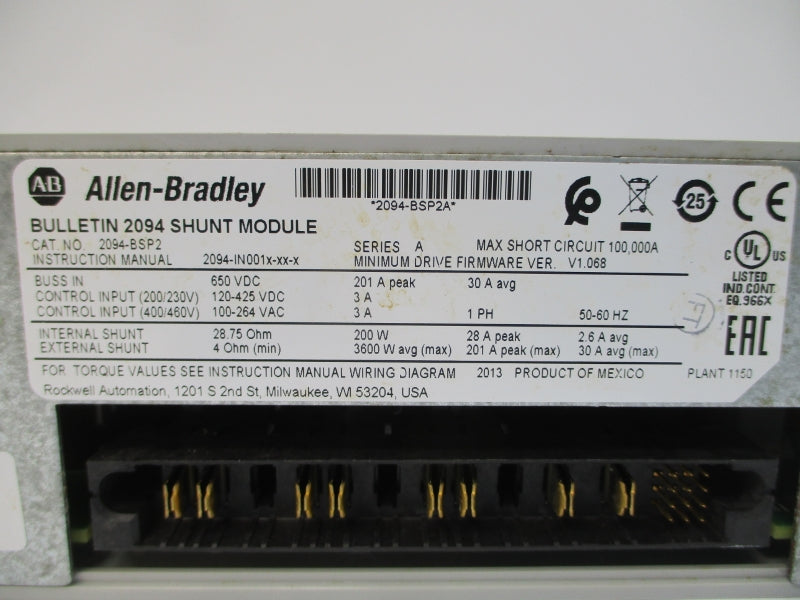 AB Allen-Bradley
*2094-BSP2A*
25
BULLETIN 2094 SHUNT MODULE
CAT. NO. 2094-BSP2 SERIES A MAX SHORT CIRCUIT 100,000A
INSTRUCTION MANUAL 2094-IN001x-xx-x MINIMUM DRIVE FIRMWARE VER. V1.068
C UL US
LISTED
IND.CONT.
EQ.966X
BUSS IN 650 VDC 201 A peak 30 A avg
CONTROL INPUT (200/230V) 120-425 VDC 3 A
CONTROL INPUT (400/460V) 100-264 VAC 3 A 1 PH 50-60 HZ
INTERNAL SHUNT 28.75 Ohm 200 W 28 A peak 2.6 A avg
EXTERNAL SHUNT 4 Ohm (min) 3600 W avg (max) 201 A peak (max) 30 A avg (max)
EAC
FOR TORQUE VALUES SEE INSTRUCTION MANUAL WIRING DIAGRAM 2013 PRODUCT OF MEXICO PLANT 1150
Rockwell Automation, 1201 S 2nd St, Milwaukee, WI 53204, USA